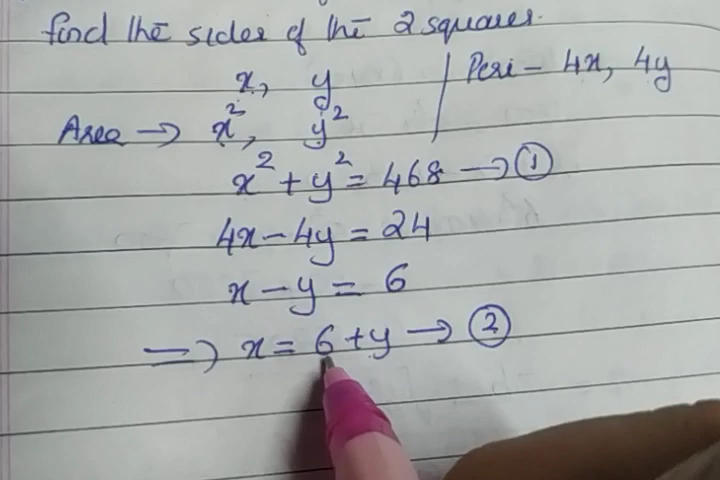 find the sides of the 2 squares.
x, y | Peri - 4x, 4y
Area → x², y²
x² + y² = 468 → ①
4x - 4y = 24
x - y = 6
⇒ x = 6 + y → ②